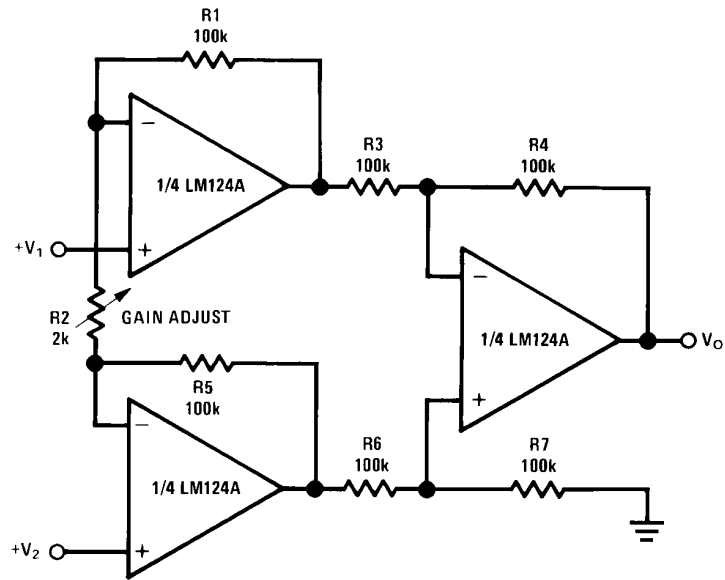 R1
100k
−
1/4 LM124A
+V1
+
R3
100k
R4
100k
R2
2k
GAIN ADJUST
−
1/4 LM124A
+
VO
R5
100k
−
1/4 LM124A
+V2
+
R6
100k
R7
100k